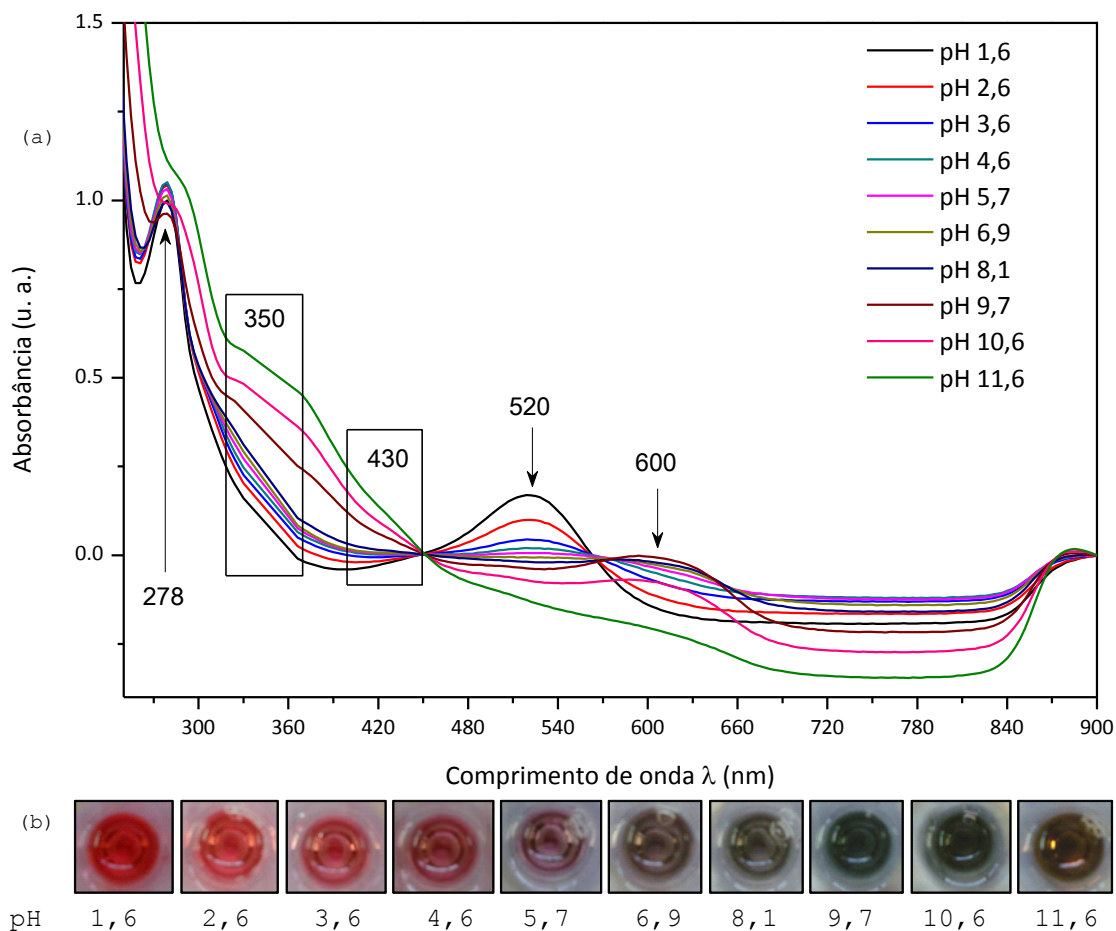 (a)
Absorbância (u. a.)
1.5
1.0
0.5
0.0
pH 1,6
pH 2,6
pH 3,6
pH 4,6
pH 5,7
pH 6,9
pH 8,1
pH 9,7
pH 10,6
pH 11,6
350
430
520
600
278
300 360 420 480 540 600 660 720 780 840 900
Comprimento de onda λ (nm)
(b)
pH 1,6 2,6 3,6 4,6 5,7 6,9 8,1 9,7 10,6 11,6